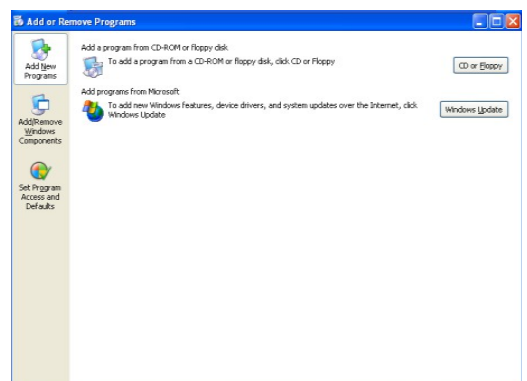 Add or Remove Programs
Add New
Programs
Add/Remove
Windows
Components
Set Program
Access and
Defaults
Add a program from CD-ROM or floppy disk
To add a program from a CD-ROM or floppy disk, click CD or Floppy
CD or Floppy
Add programs from Microsoft
To add new Windows features, device drivers, and system updates over the Internet, click
Windows Update
Windows Update